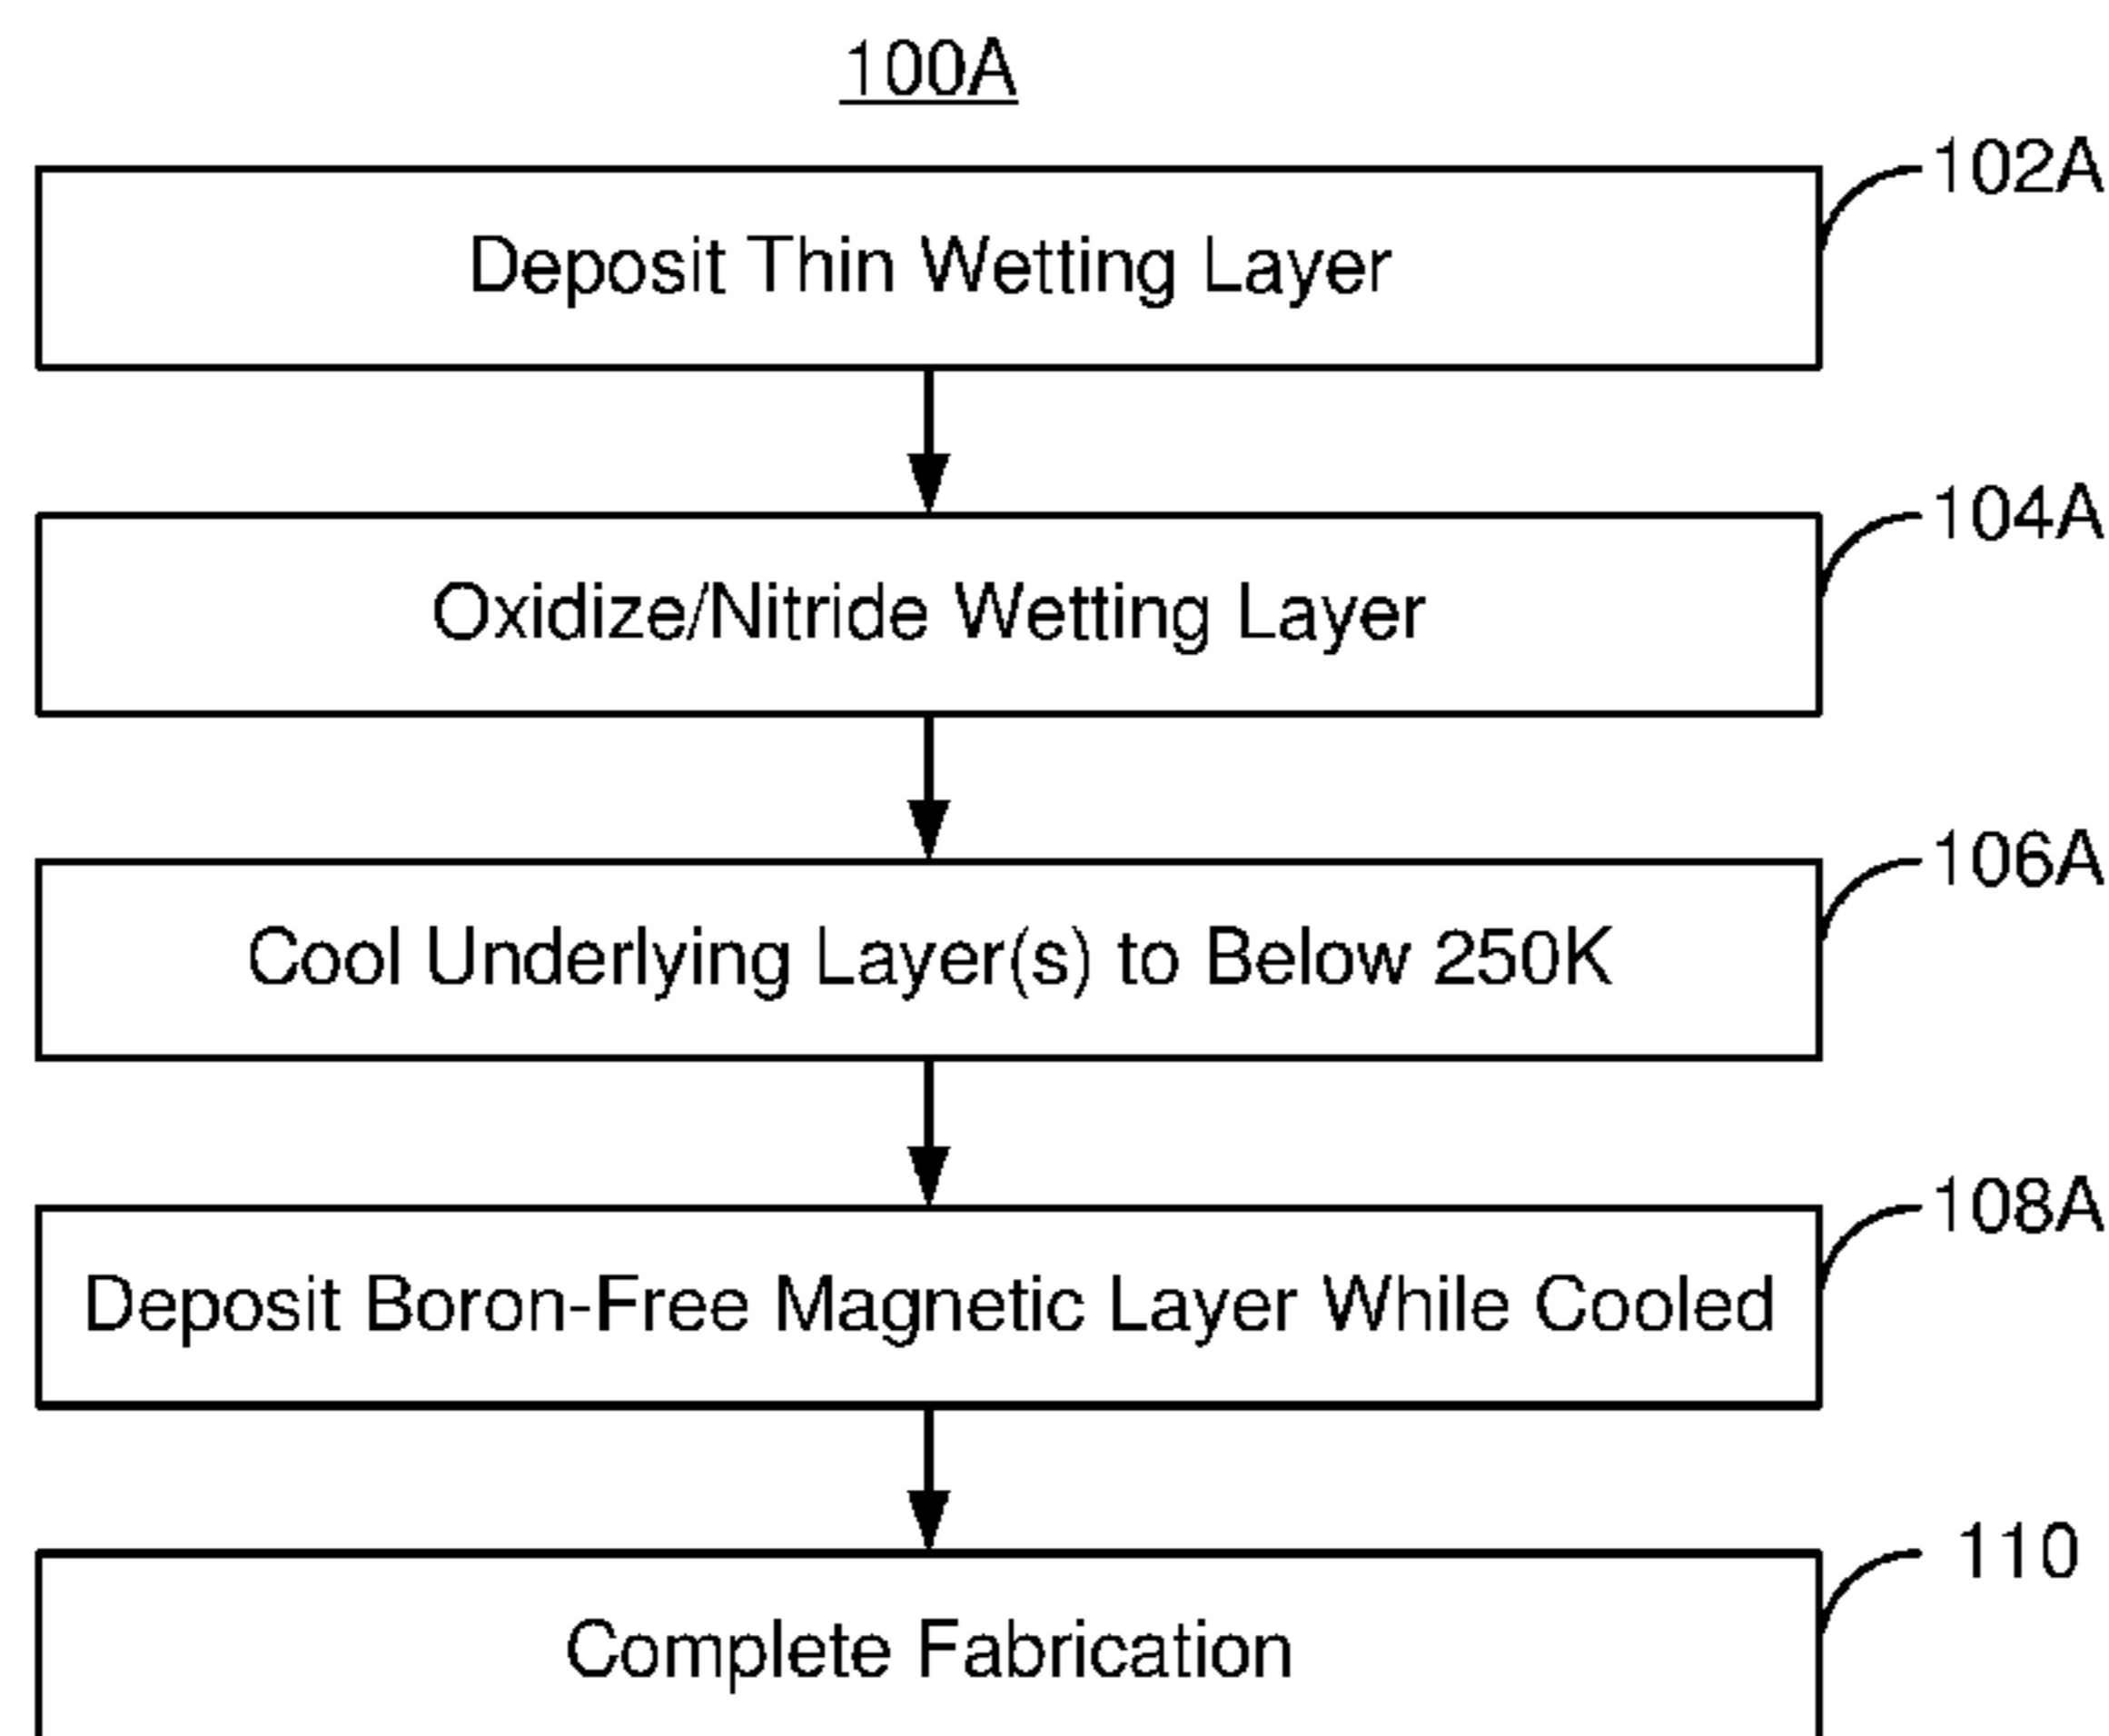 100A
102A
Deposit Thin Wetting Layer
104A
Oxidize/Nitride Wetting Layer
106A
Cool Underlying Layer(s) to Below 250K
108A
Deposit Boron-Free Magnetic Layer While Cooled
110
Complete Fabrication